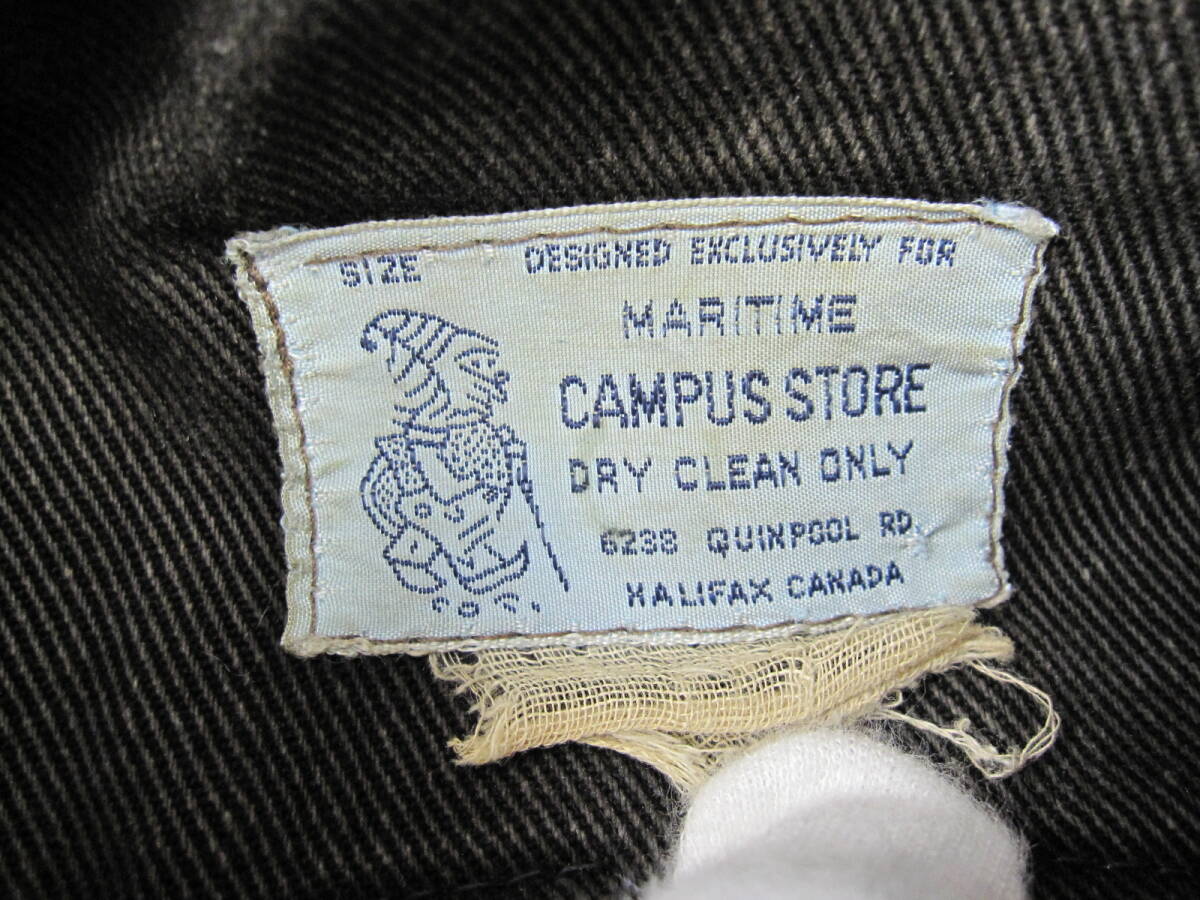 SIZE DESIGNED EXCLUSIVELY FOR
MARITIME
CAMPUS STORE
DRY CLEAN ONLY
6238 QUINPOOL RD.
HALIFAX CANADA